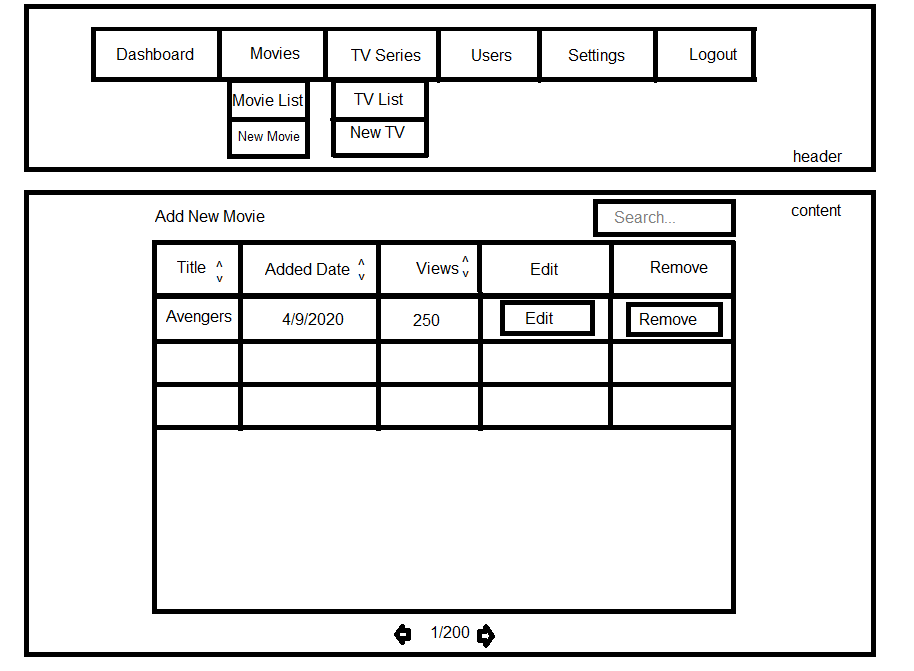 Dashboard Movies TV Series Users Settings Logout
Movie List TV List
New Movie New TV
header
content
Add New Movie Search...
Title ^ v Added Date ^ v Views ^ v Edit Remove
Avengers 4/9/2020 250 Edit Remove
1/200